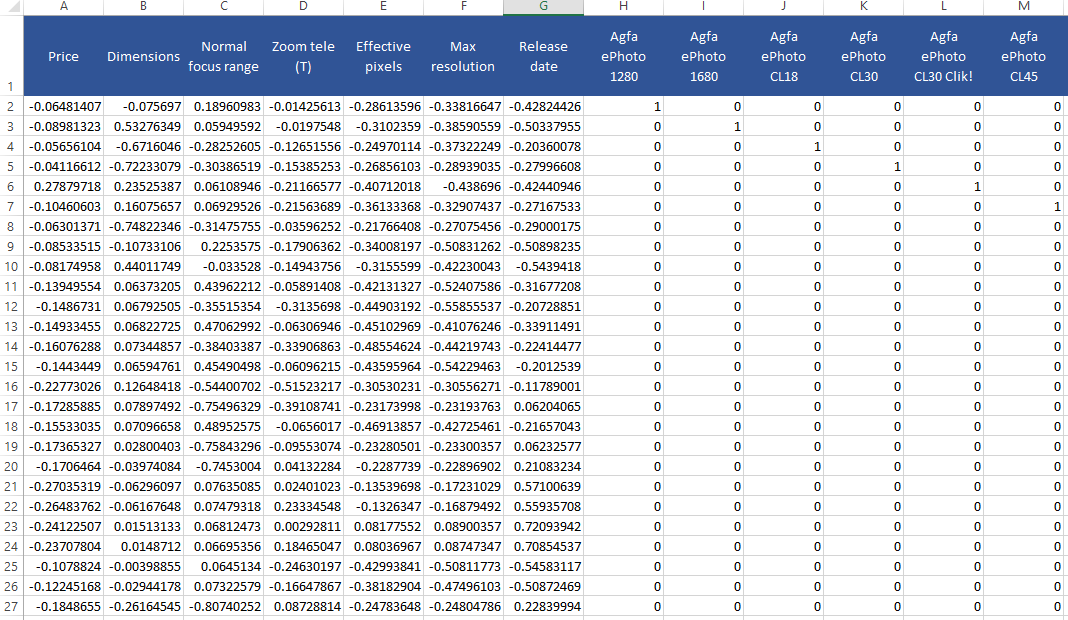 A B C D E F G H I J K L M
1 Price Dimensions Normal focus range Zoom tele (T) Effective pixels Max resolution Release date Agfa ePhoto 1280 Agfa ePhoto 1680 Agfa ePhoto CL18 Agfa ePhoto CL30 Agfa ePhoto CL30 Clik! Agfa ePhoto CL45
2 -0.06481407 -0.075697 0.18960983 -0.01425613 -0.28613596 -0.33816647 -0.42824426 1 0 0 0 0 0
3 -0.08981323 0.53276349 0.05949592 -0.0197548 -0.3102359 -0.38590559 -0.50337955 0 1 0 0 0 0
4 -0.05656104 -0.6716046 -0.28252605 -0.12651556 -0.24970114 -0.37322249 -0.20360078 0 0 1 0 0 0
5 -0.04116612 -0.72233079 -0.30386519 -0.15385253 -0.26856103 -0.28939035 -0.27996608 0 0 0 1 0 0
6 0.27879718 0.23525387 0.06108946 -0.21166577 -0.40712018 -0.438696 -0.42440946 0 0 0 0 1 0
7 -0.10460603 0.16075657 0.06929526 -0.21563689 -0.36133368 -0.32907437 -0.27167533 0 0 0 0 0 1
8 -0.06301371 -0.74822346 -0.31475755 -0.03596252 -0.21766408 -0.27075456 -0.29000175 0 0 0 0 0 0
9 -0.08533515 -0.10733106 0.2253575 -0.17906362 -0.34008197 -0.50831262 -0.50898235 0 0 0 0 0 0
10 -0.08174958 0.44011749 -0.033528 -0.14943756 -0.3155599 -0.42230043 -0.5439418 0 0 0 0 0 0
11 -0.13949554 0.06373205 0.43962212 -0.05891408 -0.42131327 -0.52407586 -0.31677208 0 0 0 0 0 0
12 -0.1486731 0.06792505 -0.35515354 -0.3135698 -0.44903192 -0.55855537 -0.20728851 0 0 0 0 0 0
13 -0.14933455 0.06822725 0.47062992 -0.06306946 -0.45102969 -0.41076246 -0.33911491 0 0 0 0 0 0
14 -0.16076288 0.07344857 -0.38403387 -0.33906863 -0.48554624 -0.44219743 -0.22414477 0 0 0 0 0 0
15 -0.1443449 0.06594761 0.45490498 -0.06096215 -0.43595964 -0.54229463 -0.2012539 0 0 0 0 0 0
16 -0.22773026 0.12648418 -0.54400702 -0.51523217 -0.30530231 -0.30556271 -0.11789001 0 0 0 0 0 0
17 -0.17285885 0.07897492 -0.75496329 -0.39108741 -0.23173998 -0.23193763 0.06204065 0 0 0 0 0 0
18 -0.15533035 0.07096658 0.48952575 -0.0656017 -0.46913857 -0.42725461 -0.21657043 0 0 0 0 0 0
19 -0.17365327 0.02800403 -0.75843296 -0.09553074 -0.23280501 -0.23300357 0.06232577 0 0 0 0 0 0
20 -0.1706464 -0.03974084 -0.7453004 0.04132284 -0.2287739 -0.22896902 0.21083234 0 0 0 0 0 0
21 -0.27035319 -0.06296097 0.07635085 0.02401023 -0.13539698 -0.17231029 0.57100639 0 0 0 0 0 0
22 -0.26483762 -0.06167648 0.07479318 0.23334548 -0.1326347 -0.16879492 0.55935708 0 0 0 0 0 0
23 -0.24122507 0.01513133 0.06812473 0.00292811 0.08177552 0.08900357 0.72093942 0 0 0 0 0 0
24 -0.23707804 0.0148712 0.06695356 0.18465047 0.08036967 0.08747347 0.70854537 0 0 0 0 0 0
25 -0.1078824 -0.00398855 0.0645134 -0.24630197 -0.42993841 -0.50811773 -0.54583117 0 0 0 0 0 0
26 -0.12245168 -0.02944178 0.07322579 -0.16647867 -0.38182904 -0.47496103 -0.50872469 0 0 0 0 0 0
27 -0.1848655 -0.26164545 -0.80740252 0.08728814 -0.24783648 -0.24804786 0.22839994 0 0 0 0 0 0